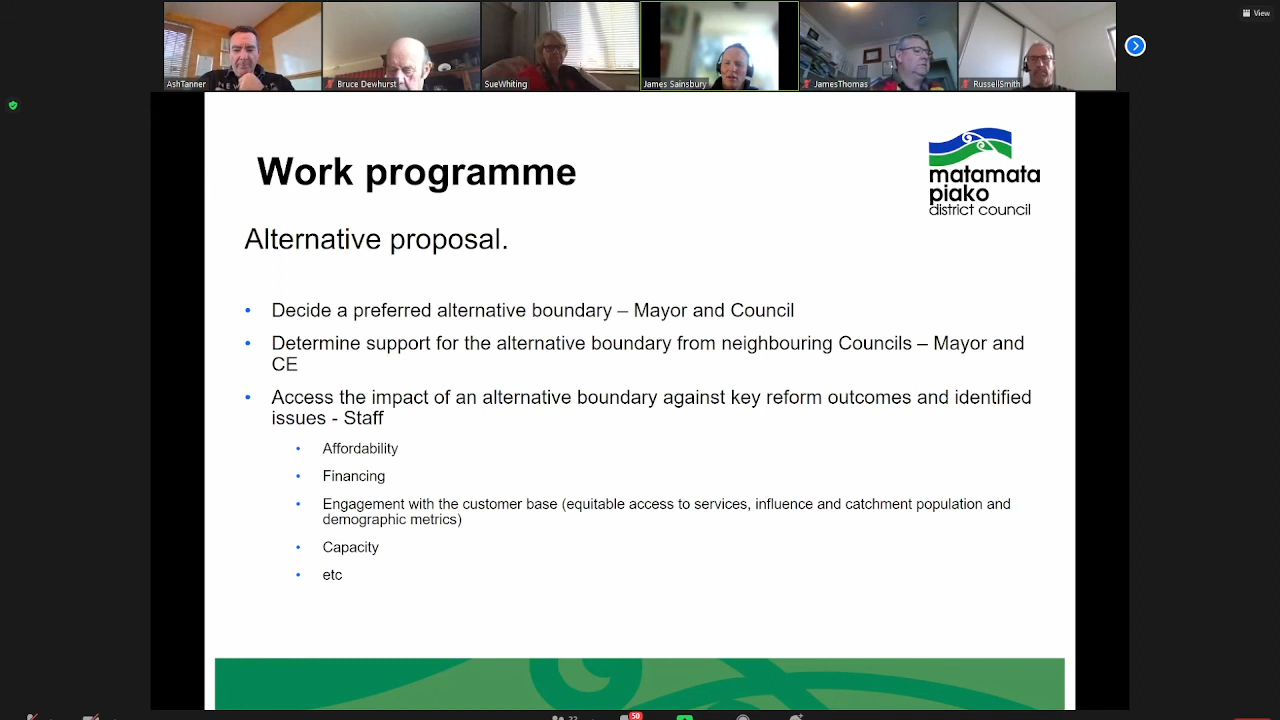 View
AshTanner
Bruce Dewhurst
SueWhiting
James Sainsbury
JamesThomas
RussellSmith
Work programme
matamata
piako
district council
Alternative proposal.
• Decide a preferred alternative boundary – Mayor and Council
• Determine support for the alternative boundary from neighbouring Councils – Mayor and
CE
• Access the impact of an alternative boundary against key reform outcomes and identified
issues - Staff
• Affordability
• Financing
• Engagement with the customer base (equitable access to services, influence and catchment population and
demographic metrics)
• Capacity
• etc
50